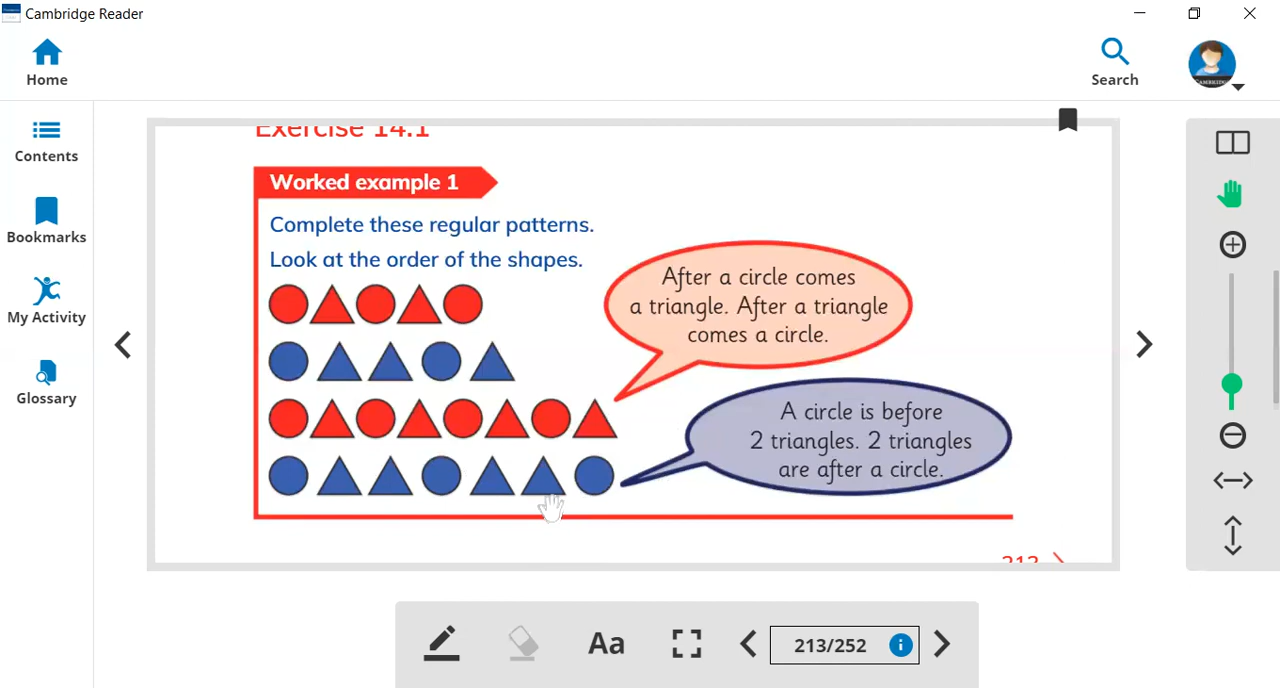 Cambridge Reader
Home
Search
Contents
Bookmarks
My Activity
Glossary
Exercise 14.1
Worked example 1
Complete these regular patterns.
Look at the order of the shapes.
After a circle comes
a triangle. After a triangle
comes a circle.
A circle is before
2 triangles. 2 triangles
are after a circle.
213
Aa
213/252